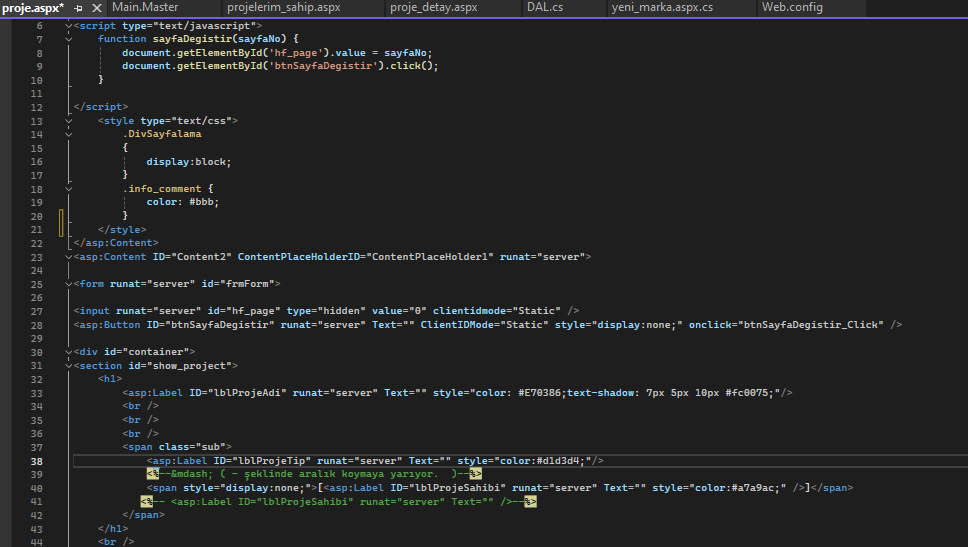 proje.aspx* Main.Master projelerim_sahip.aspx proje_detay.aspx DAL.cs yeni_marka.aspx.cs Web.config
6 <script type="text/javascript">
7 function sayfaDegistir(sayfaNo) {
8 document.getElementById('hf_page').value = sayfaNo;
9 document.getElementById('btnSayfaDegistir').click();
10 }
11
12 </script>
13 <style type="text/css">
14 .DivSayfalama
15 {
16 display:block;
17 }
18 .info_comment {
19 color: #bbb;
20 }
21 </style>
22 </asp:Content>
23 <asp:Content ID="Content2" ContentPlaceHolderID="ContentPlaceHolder1" runat="server">
24
25 <form runat="server" id="frmForm">
26
27 <input runat="server" id="hf_page" type="hidden" value="0" clientidmode="Static" />
28 <asp:Button ID="btnSayfaDegistir" runat="server" Text="" ClientIDMode="Static" style="display:none;" onclick="btnSayfaDegistir_Click" />
29
30 <div id="container">
31 <section id="show_project">
32 <h1>
33 <asp:Label ID="lblProjeAdi" runat="server" Text="" style="color: #E70386;text-shadow: 7px 5px 10px #fc0075;"/>
34 <br />
35 <br />
36 <br />
37 <span class="sub">
38 <asp:Label ID="lblProjeTip" runat="server" Text="" style="color:#d1d3d4;"/>
39 <%--&mdash; ( - şeklinde aralık koymaya yarıyor )--%>
40 <span style="display:none;">[<asp:Label ID="lblProjeSahibi" runat="server" Text="" style="color:#a7a9ac;" />]</span>
41 <%-- <asp:Label ID="lblProjeSahibi" runat="server" Text="" />--%>
42 </span>
43 </h1>
44 <br />